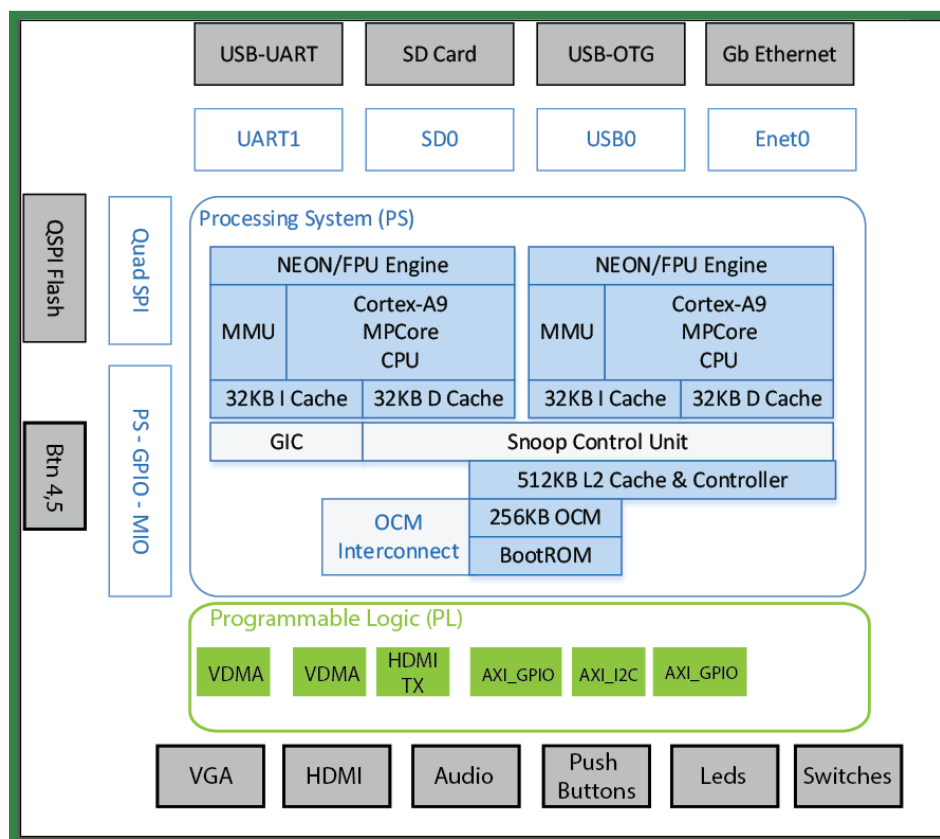 USB-UART
SD Card
USB-OTG
Gb Ethernet
UART1
SD0
USB0
Enet0
QSPI Flash
Quad SPI
Btn 4,5
PS - GPIO - MIO
Processing System (PS)
NEON/FPU Engine
MMU
Cortex-A9
MPCore
CPU
32KB I Cache
32KB D Cache
NEON/FPU Engine
MMU
Cortex-A9
MPCore
CPU
32KB I Cache
32KB D Cache
GIC
Snoop Control Unit
512KB L2 Cache & Controller
OCM
Interconnect
256KB OCM
BootROM
Programmable Logic (PL)
VDMA
VDMA
HDMI
TX
AXI_GPIO
AXI_I2C
AXI_GPIO
VGA
HDMI
Audio
Push
Buttons
Leds
Switches